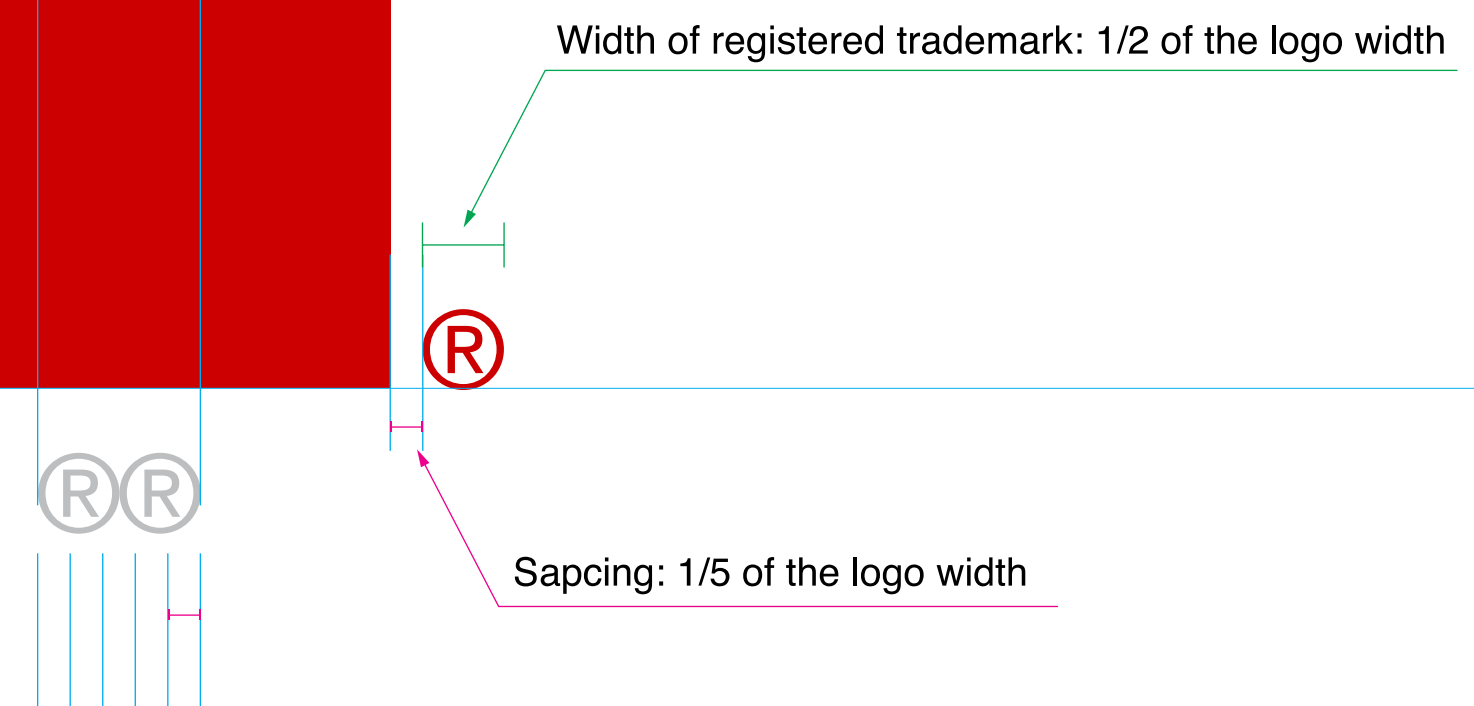 Width of registered trademark: 1/2 of the logo width
®
®®
Sapcing: 1/5 of the logo width